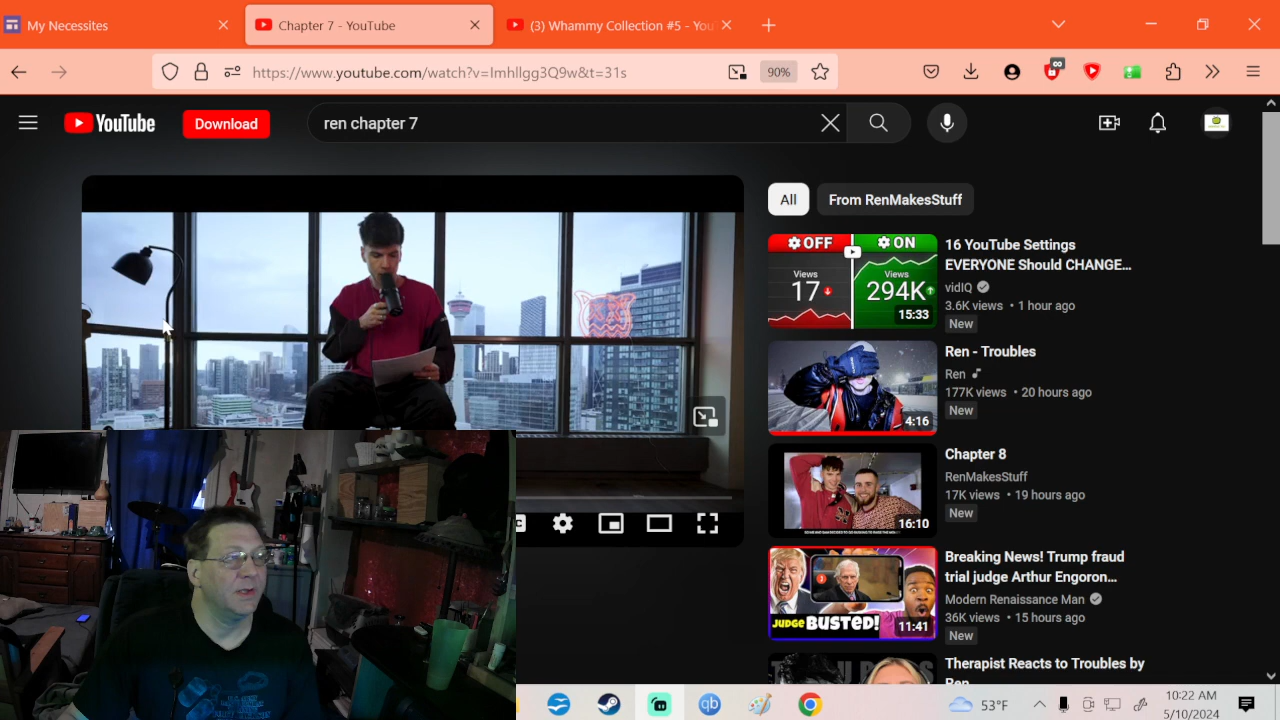 My Necessites
Chapter 7 - YouTube
(3) Whammy Collection #5 - You
https://www.youtube.com/watch?v=Imhllgg3Q9w&t=31s
90%
YouTube
Download
ren chapter 7
All
From RenMakesStuff
OFF
ON
Views
17
Views
294K
15:33
16 YouTube Settings
EVERYONE Should CHANGE...
vidIQ
3.6K views • 1 hour ago
New
4:16
Ren - Troubles
Ren
177K views • 20 hours ago
New
16:10
Chapter 8
RenMakesStuff
17K views • 19 hours ago
New
JUDGE BUSTED!
11:41
Breaking News! Trump fraud
trial judge Arthur Engoron...
Modern Renaissance Man
36K views • 15 hours ago
New
Therapist Reacts to Troubles by
Ren
qb
53°F
10:22 AM
5/10/2024